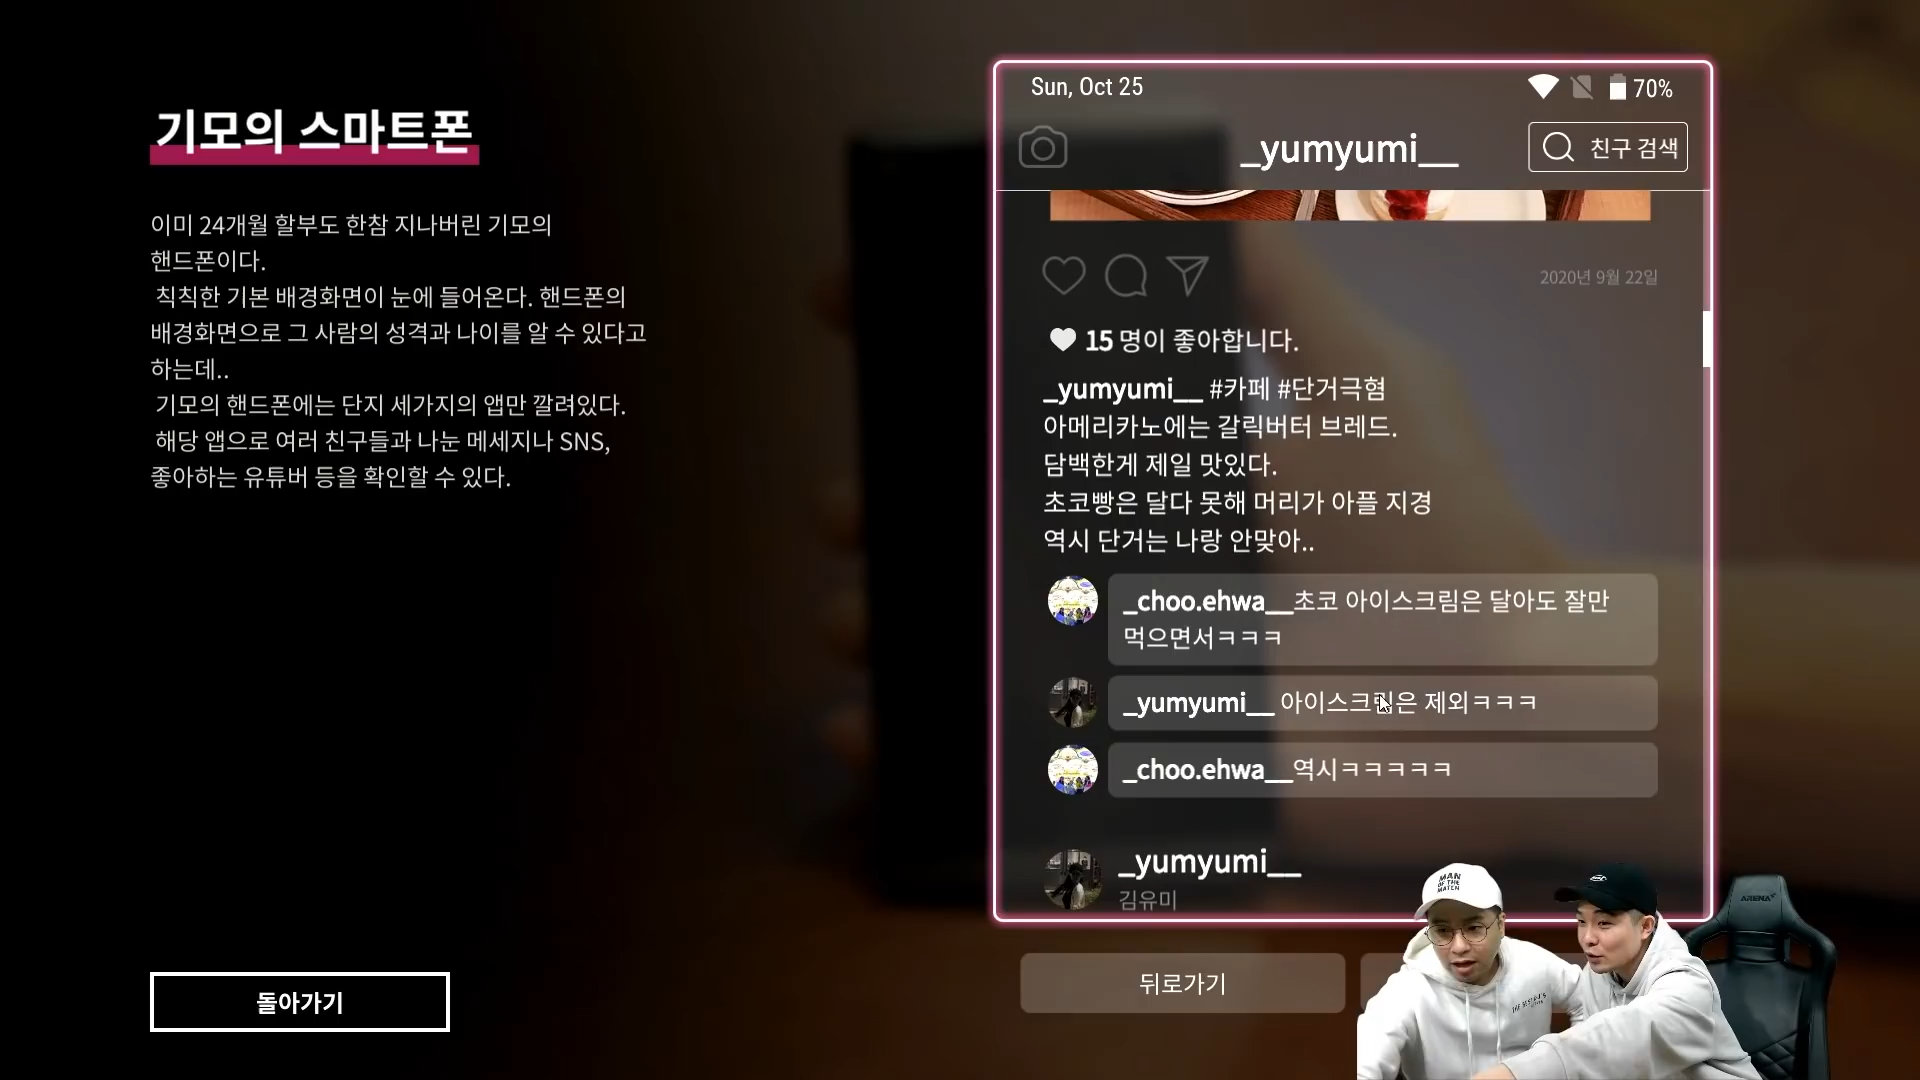 기모의 스마트폰
이미 24개월 할부도 한참 지나버린 기모의
핸드폰이다.
칙칙한 기본 배경화면이 눈에 들어온다. 핸드폰의
배경화면으로 그 사람의 성격과 나이를 알 수 있다고
하는데..
기모의 핸드폰에는 단지 세가지의 앱만 깔려있다.
해당 앱으로 여러 친구들과 나눈 메세지나 SNS,
좋아하는 유튜버 등을 확인할 수 있다.
돌아가기
Sun, Oct 25
70%
_yumyumi__
친구 검색
2020년 9월 22일
15 명이 좋아합니다.
_yumyumi__ #카페 #단거극혐
아메리카노에는 갈릭버터 브레드.
담백한게 제일 맛있다.
초코빵은 달다 못해 머리가 아플 지경
역시 단거는 나랑 안맞아..
_choo.ehwa__초코 아이스크림은 달아도 잘만
먹으면서ㅋㅋㅋ
_yumyumi__ 아이스크림은 제외ㅋㅋㅋ
_choo.ehwa__역시ㅋㅋㅋㅋㅋ
_yumyumi__
김유미
뒤로가기
MAN
OF THE
MATCH
ARENA